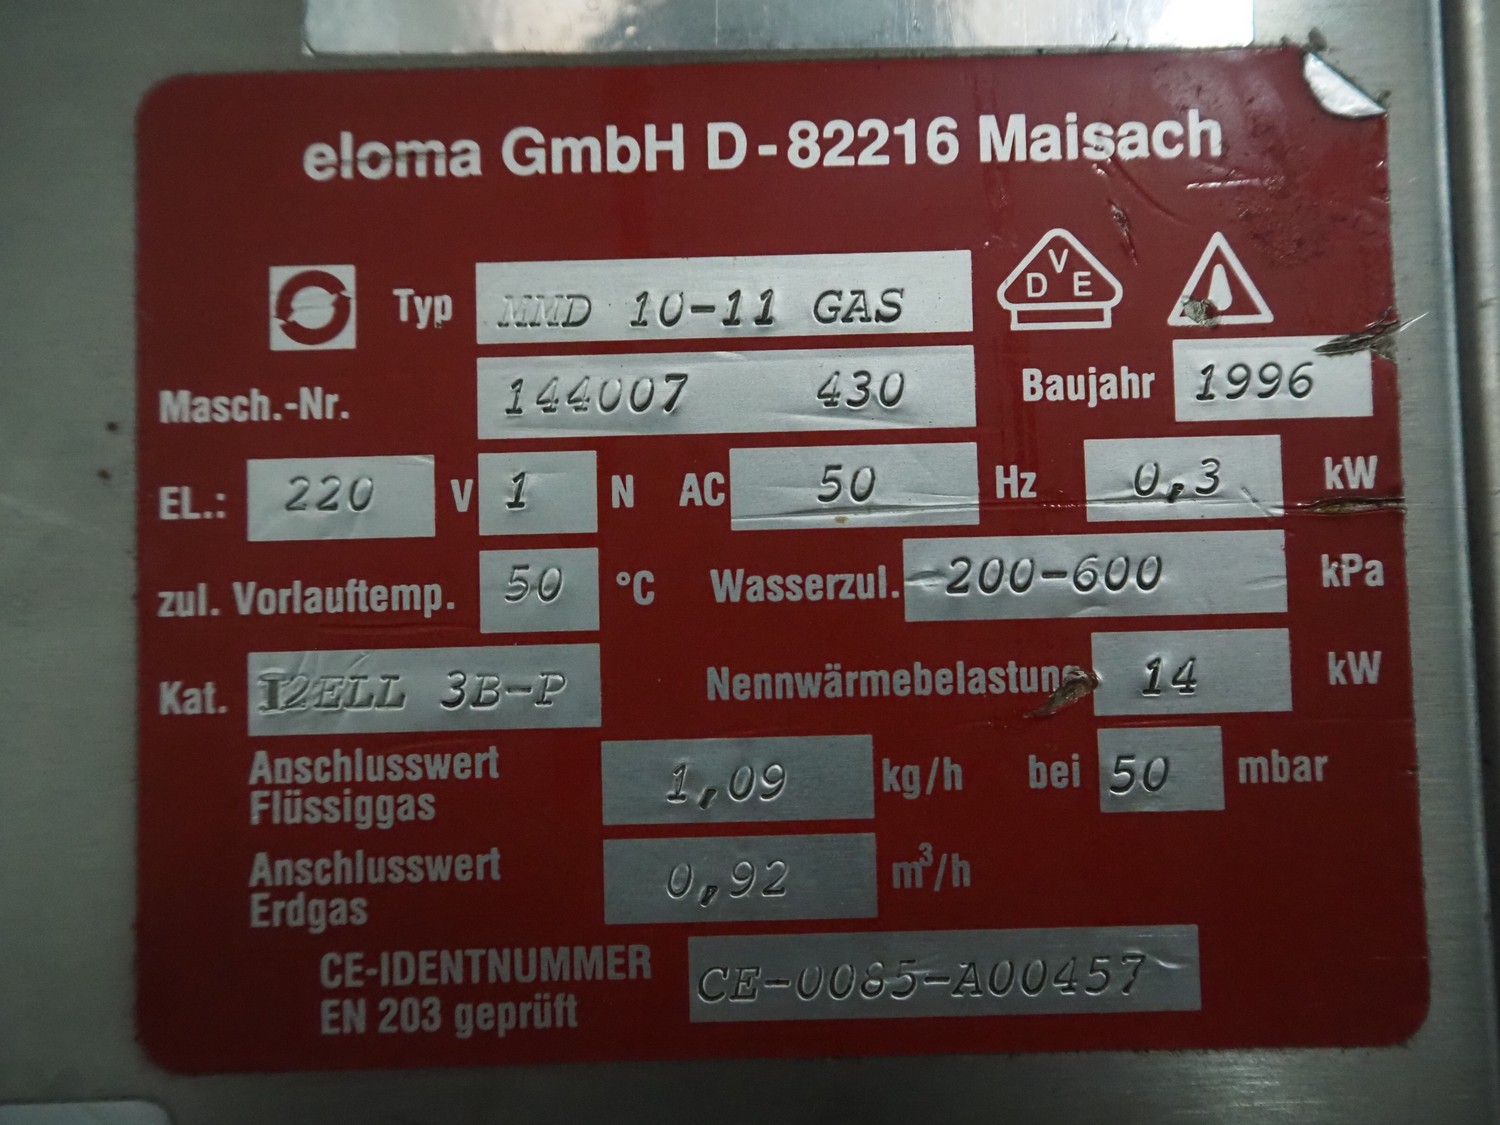 eloma GmbH D-82216 Maisach
Typ MMD 10-11 GAS
VDE
Masch.-Nr. 144007 430 Baujahr 1996
EL.: 220 V 1 N AC 50 Hz 0,3 kW
zul. Vorlauftemp. 50 °C Wasserzul. 200-600 kPa
Kat. I2ELL 3B-P Nennwärmebelastung 14 kW
Anschlusswert
Flüssiggas 1,09 kg/h bei 50 mbar
Anschlusswert
Erdgas 0,92 m³/h
CE-IDENTNUMMER CE-0085-A00457
EN 203 geprüft